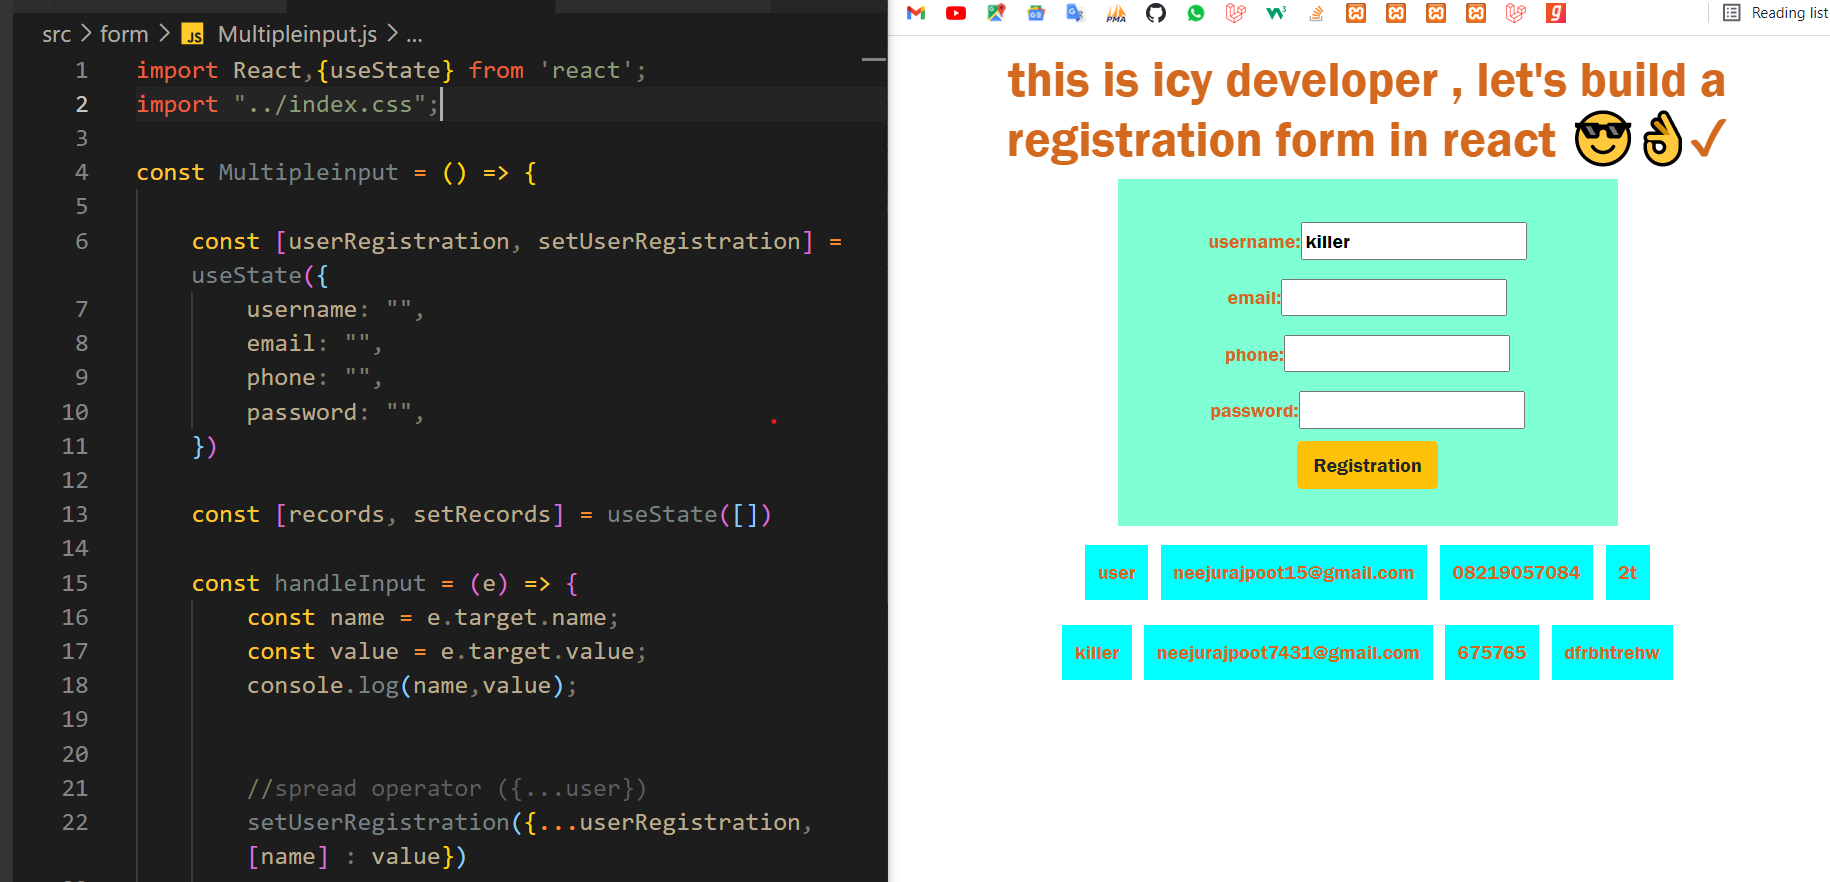 src > form > JS Multipleinput.js > ...
1 import React,{useState} from 'react';
2 import "../index.css";
3
4 const Multipleinput = () => {
5
6 const [userRegistration, setUserRegistration] =
useState({
7 username: "",
8 email: "",
9 phone: "",
10 password: "",
11 })
12
13 const [records, setRecords] = useState([])
14
15 const handleInput = (e) => {
16 const name = e.target.name;
17 const value = e.target.value;
18 console.log(name,value);
19
20
21 //spread operator ({...user})
22 setUserRegistration({...userRegistration,
[name] : value})
PMA
Reading list
this is icy developer , let's build a
registration form in react 😎👌✓
username: killer
email:
phone:
password:
Registration
user neejurajpoot15@gmail.com 08219057084 2t
killer neejurajpoot7431@gmail.com 675765 dfrbhtrehw